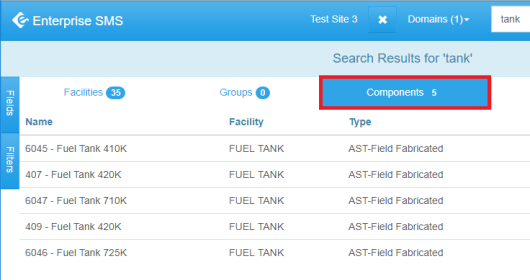 Enterprise SMS Test Site 3 × Domains (1) tank
Search Results for 'tank'
Facilities 35 Groups 0 Components 5
Fields
Filters
Name Facility Type
6045 - Fuel Tank 410K FUEL TANK AST-Field Fabricated
407 - Fuel Tank 420K FUEL TANK AST-Field Fabricated
6047 - Fuel Tank 710K FUEL TANK AST-Field Fabricated
409 - Fuel Tank 420K FUEL TANK AST-Field Fabricated
6046 - Fuel Tank 725K FUEL TANK AST-Field Fabricated